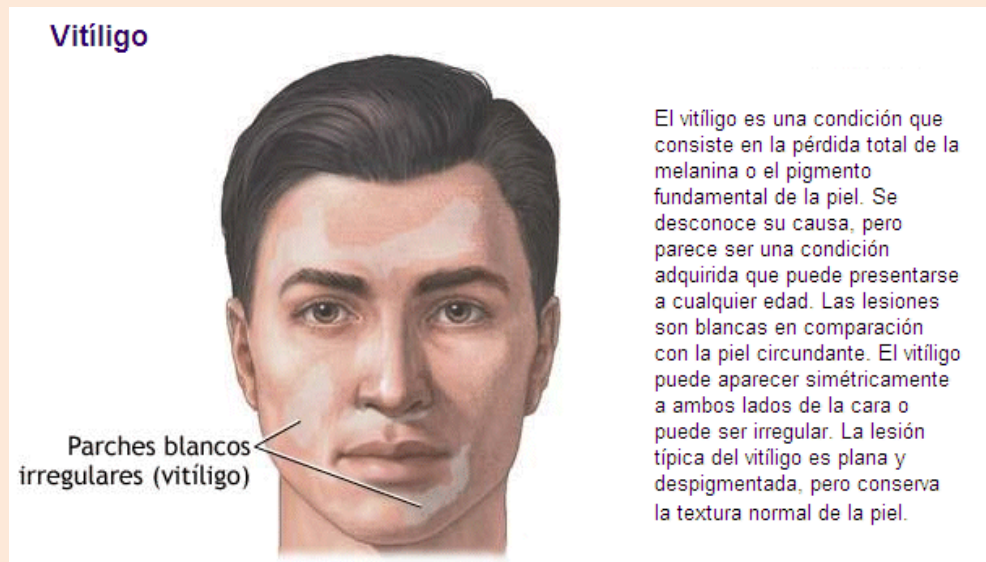 Vitíligo
El vitíligo es una condición que
consiste en la pérdida total de la
melanina o el pigmento
fundamental de la piel. Se
desconoce su causa, pero
parece ser una condición
adquirida que puede presentarse
a cualquier edad. Las lesiones
son blancas en comparación
con la piel circundante. El vitíligo
puede aparecer simétricamente
a ambos lados de la cara o
puede ser irregular. La lesión
típica del vitíligo es plana y
despigmentada, pero conserva
la textura normal de la piel.
Parches blancos
irregulares (vitíligo)